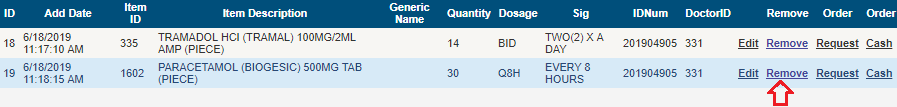 ID Add Date Item ID Item Description Generic Name Quantity Dosage Sig IDNum DoctorID Remove Order Order
18 6/18/2019 11:17:10 AM 335 TRAMADOL HCl (TRAMAL) 100MG/2ML AMP (PIECE) 14 BID TWO(2) X A DAY 201904905 331 Edit Remove Request Cash
19 6/18/2019 11:18:15 AM 1602 PARACETAMOL (BIOGESIC) 500MG TAB (PIECE) 30 Q8H EVERY 8 HOURS 201904905 331 Edit Remove Request Cash